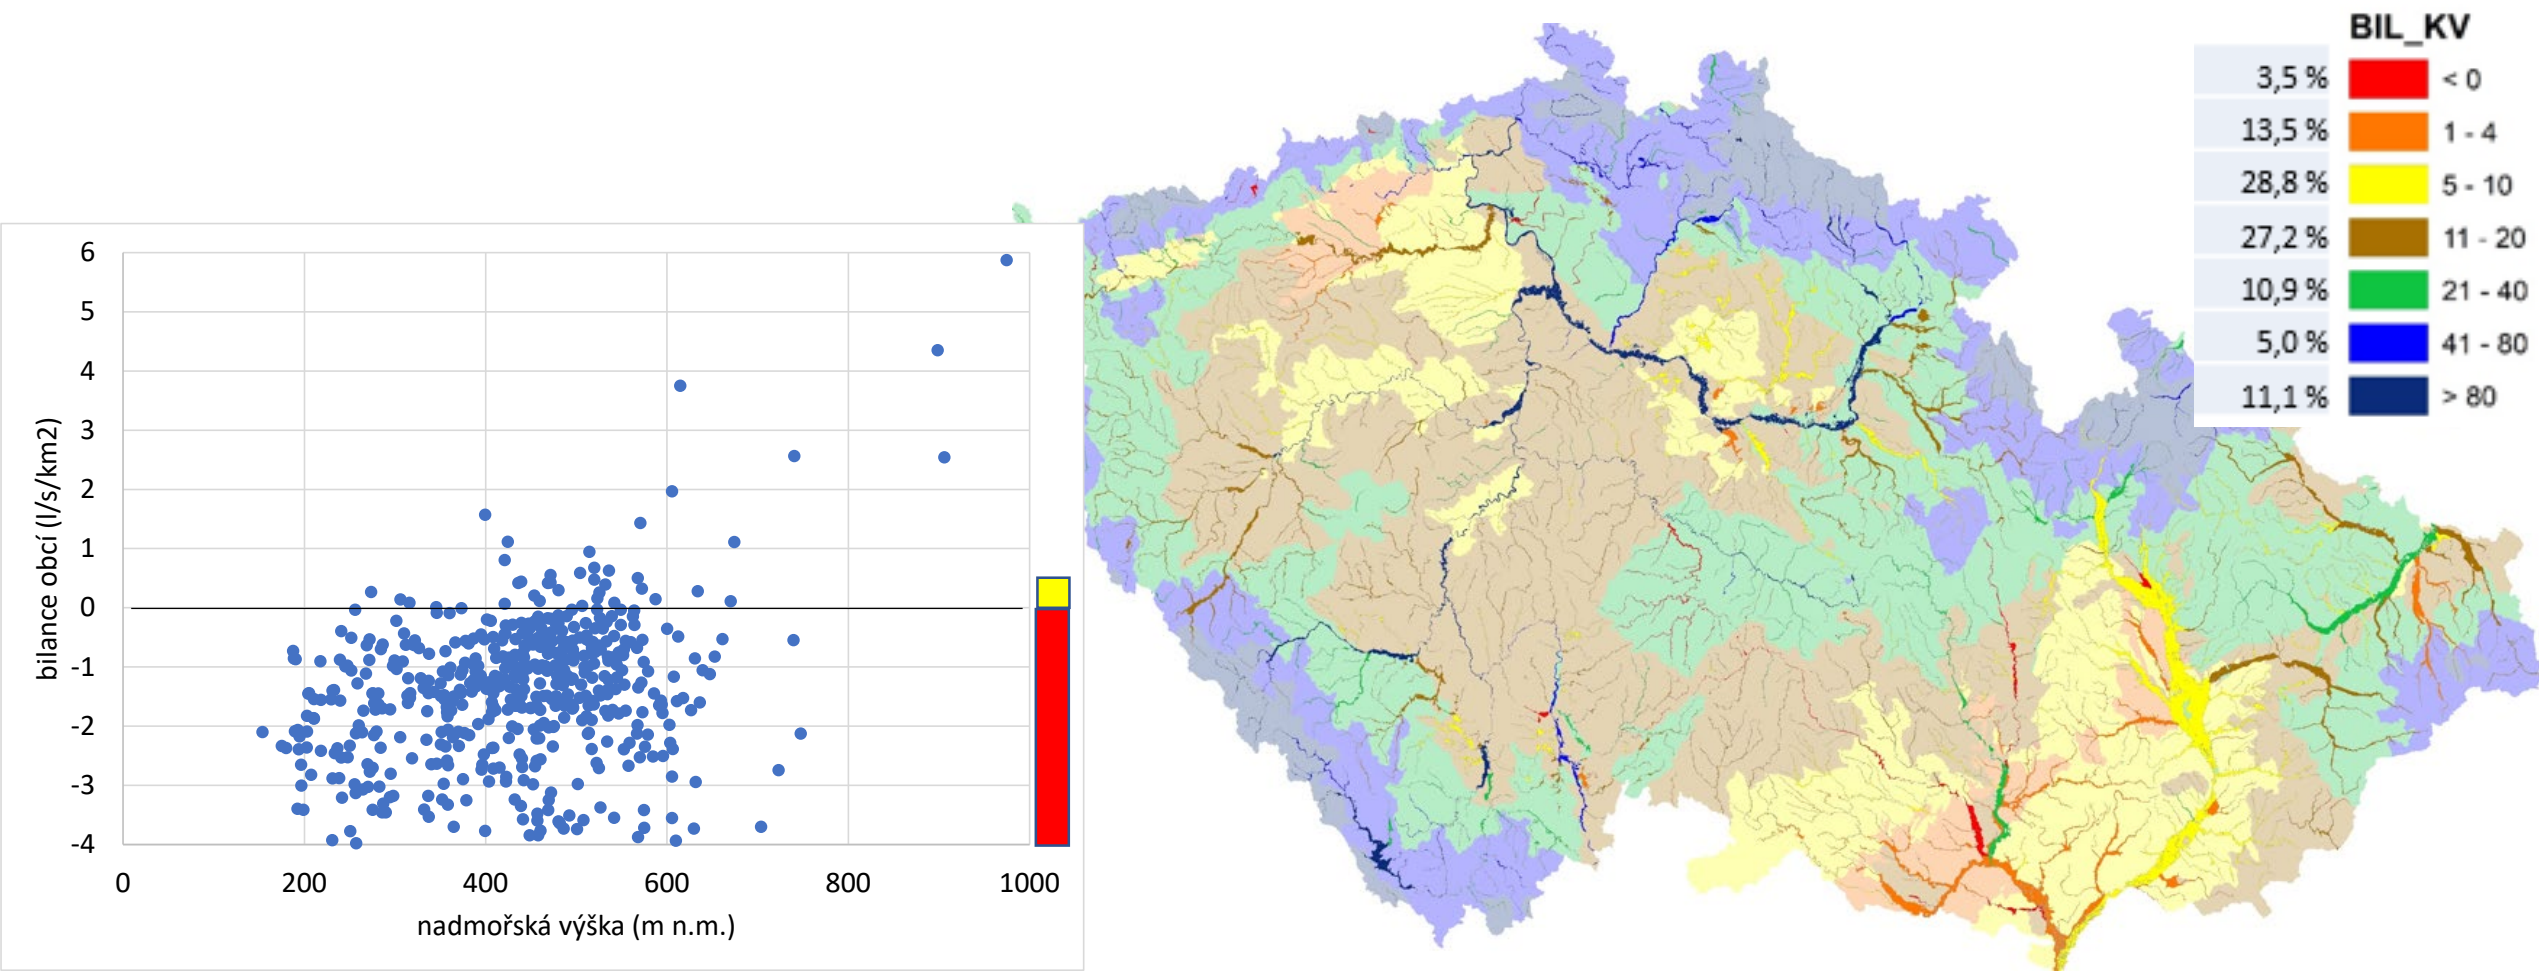 BIL_KV
3,5 % < 0
13,5 % 1 - 4
28,8 % 5 - 10
27,2 % 11 - 20
10,9 % 21 - 40
5,0 % 41 - 80
11,1 % > 80
bilance obcí (l/s/km2)
6
5
4
3
2
1
0
-1
-2
-3
-4
0 200 400 600 800 1000
nadmořská výška (m n.m.)